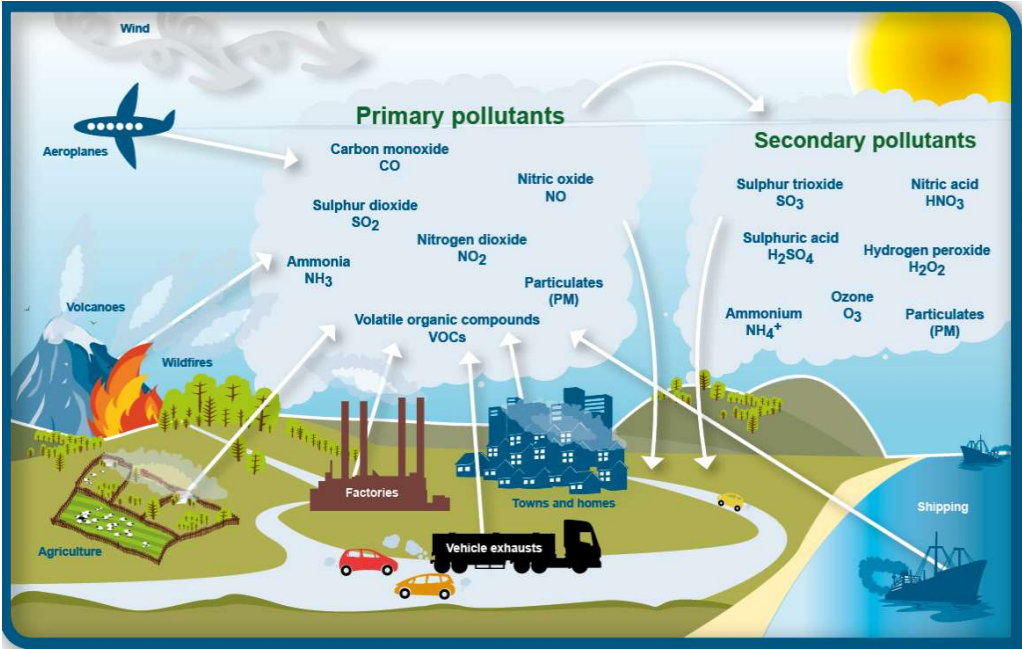 Wind
Aeroplanes
Primary pollutants
Carbon monoxide
CO
Nitric oxide
NO
Sulphur dioxide
SO2
Nitrogen dioxide
NO2
Ammonia
NH3
Particulates
(PM)
Volatile organic compounds
VOCs
Secondary pollutants
Sulphur trioxide
SO3
Nitric acid
HNO3
Sulphuric acid
H2SO4
Hydrogen peroxide
H2O2
Ozone
O3
Ammonium
NH4+
Particulates
(PM)
Volcanoes
Wildfires
Agriculture
Factories
Towns and homes
Vehicle exhausts
Shipping